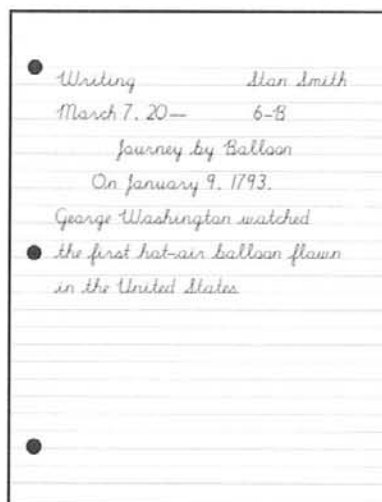 Writing Stan Smith
March 7, 20— 6-B
Journey by Balloon
On January 9, 1793,
George Washington watched
the first hot-air balloon flown
in the United States